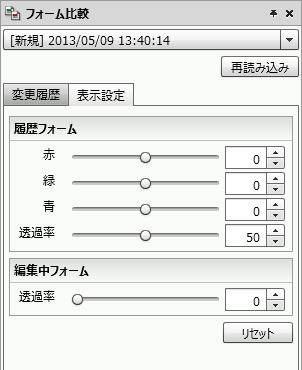 フォーム比較
[新規] 2013/05/09 13:40:14
再読み込み
変更履歴 表示設定
履歴フォーム
赤 0
緑 0
青 0
透過率 50
編集中フォーム
透過率 0
リセット